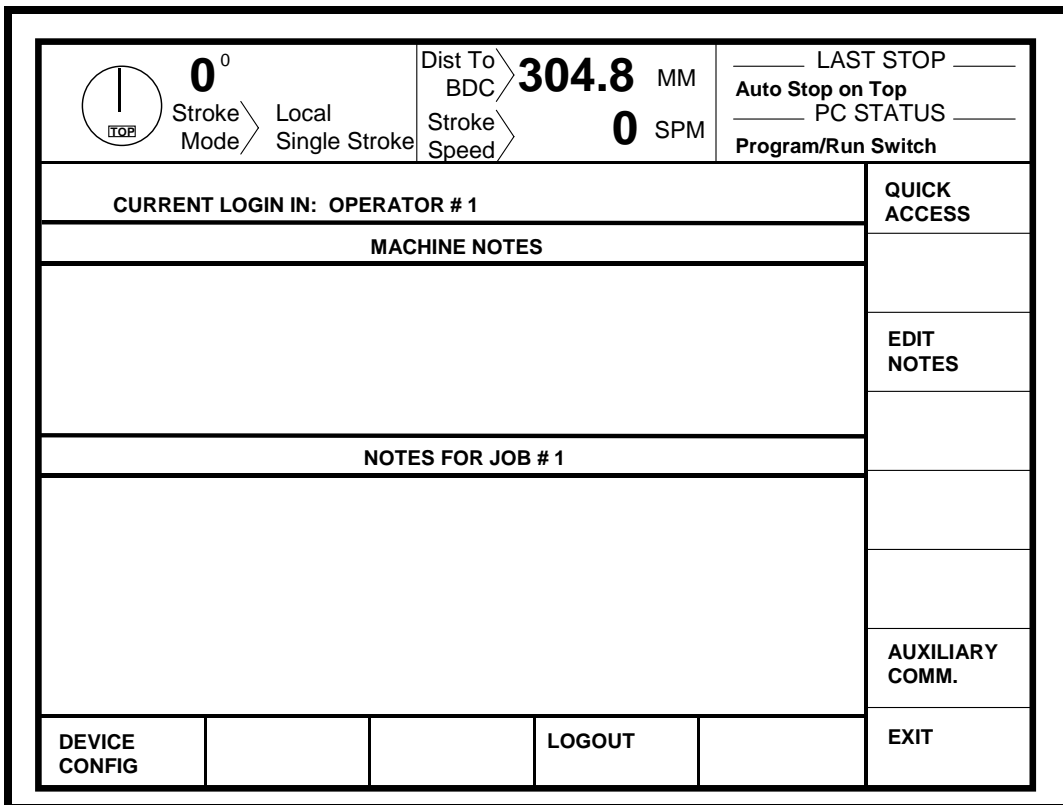 0 0
TOP
Stroke
Mode
Local
Single Stroke
Dist To
BDC
304.8 MM
Stroke
Speed
0 SPM
LAST STOP
Auto Stop on Top
PC STATUS
Program/Run Switch
CURRENT LOGIN IN: OPERATOR # 1
MACHINE NOTES
NOTES FOR JOB # 1
QUICK
ACCESS
EDIT
NOTES
AUXILIARY
COMM.
DEVICE
CONFIG
LOGOUT
EXIT